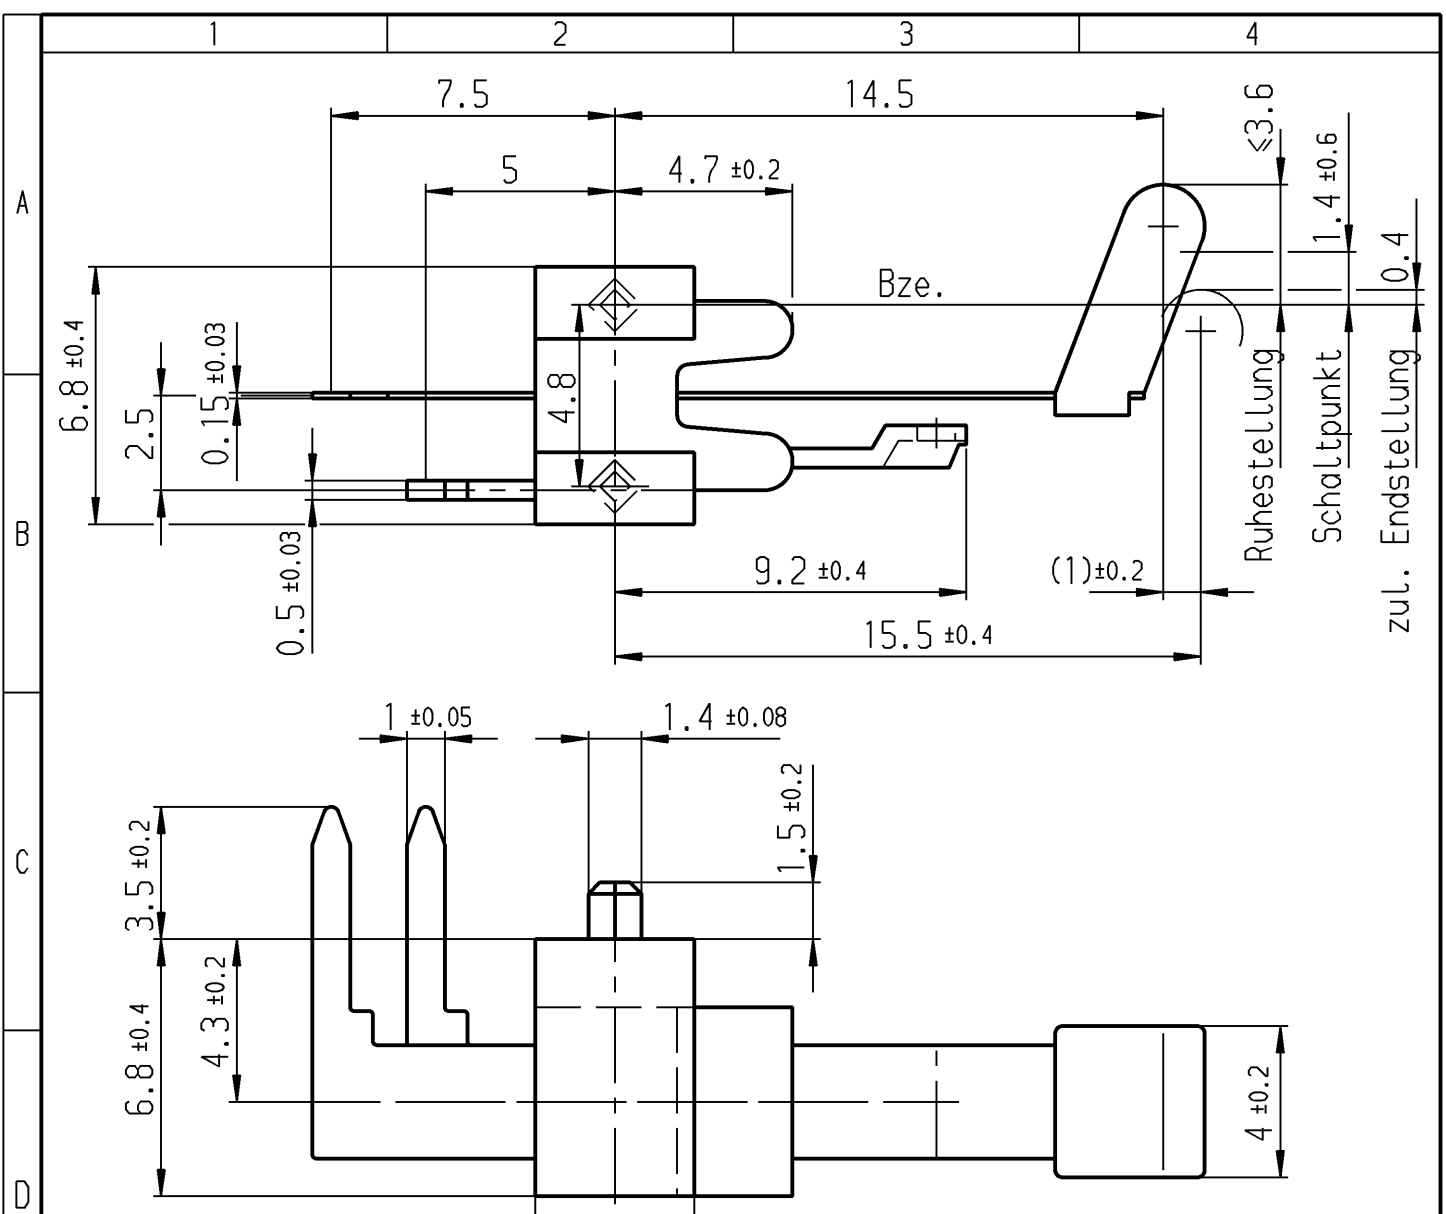 1 2 3 4
7.5 14.5
5 4.7 ±0.2
≤3.6
1.4 ±0.6
0.4
A
Bze.
6.8 ±0.4
2.5
0.15 ±0.03
4.8
Ruhestellung
Schaltpunkt
zul. Endstellung
B
0.5 ±0.03
9.2 ±0.4
(1)±0.2
15.5 ±0.4
1 ±0.05
1.4 ±0.08
1.5 ±0.2
C
3.5 ±0.2
4.3 ±0.2
6.8 ±0.4
4 ±0.2
D